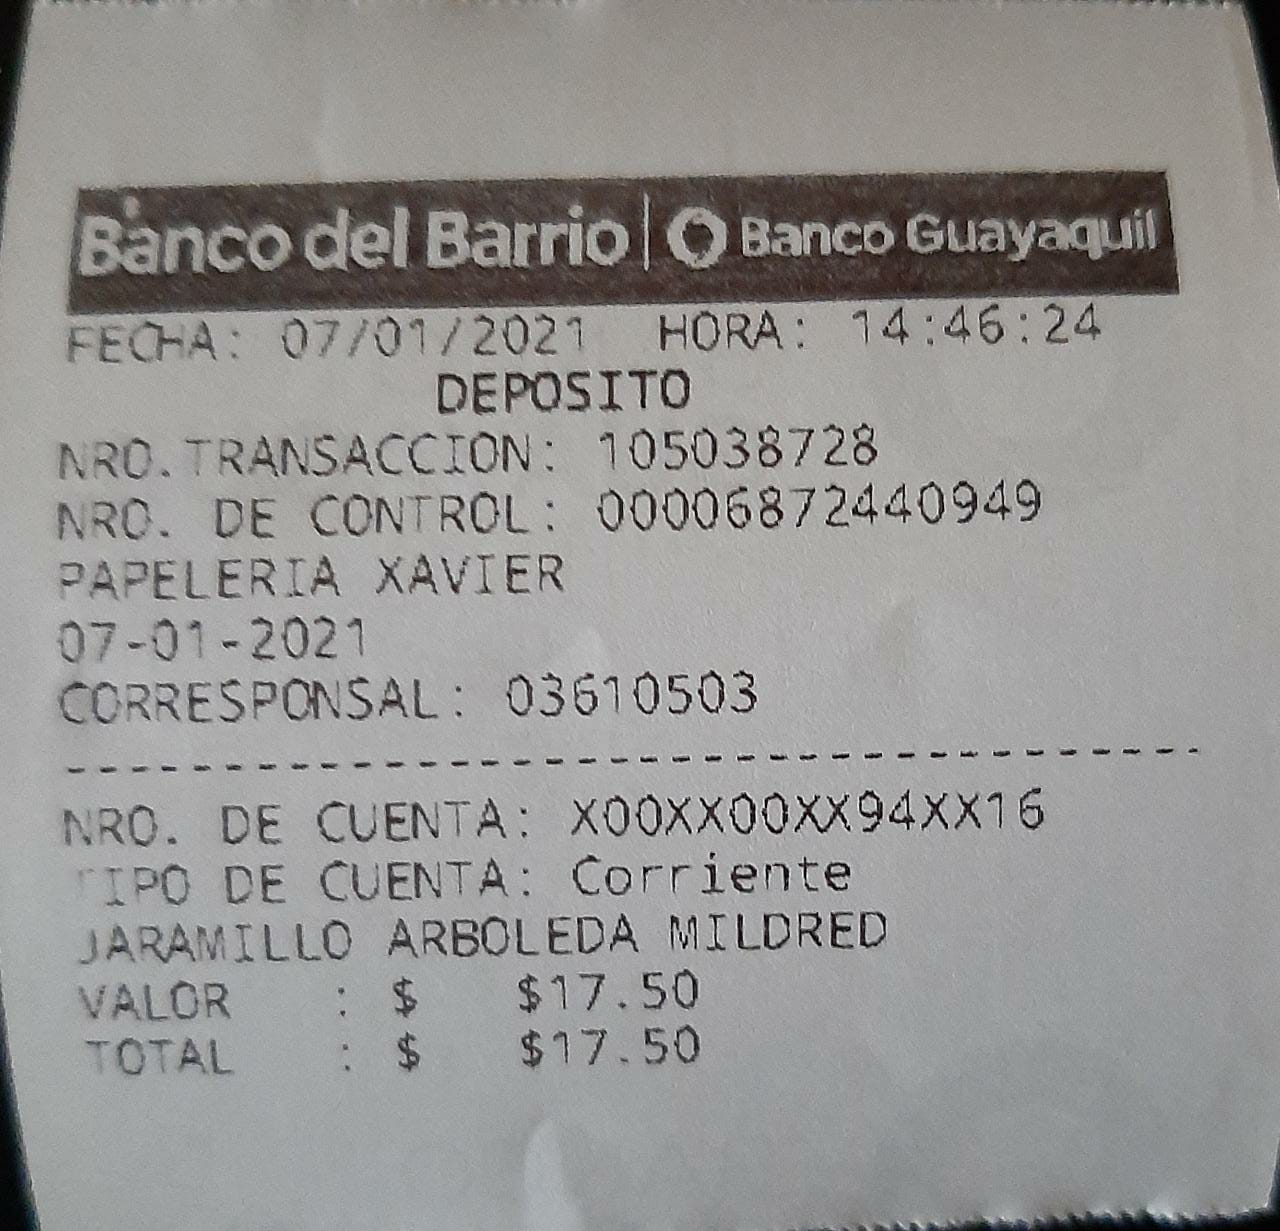 Banco del Barrio | Banco Guayaquil
FECHA: 07/01/2021 HORA: 14:46:24
DEPOSITO
NRO.TRANSACCION: 105038728
NRO. DE CONTROL: 00006872440949
PAPELERIA XAVIER
07-01-2021
CORRESPONSAL: 03610503
------------------------------------
NRO. DE CUENTA: X00XX00XX94XX16
TIPO DE CUENTA: Corriente
JARAMILLO ARBOLEDA MILDRED
VALOR : $ $17.50
TOTAL : $ $17.50